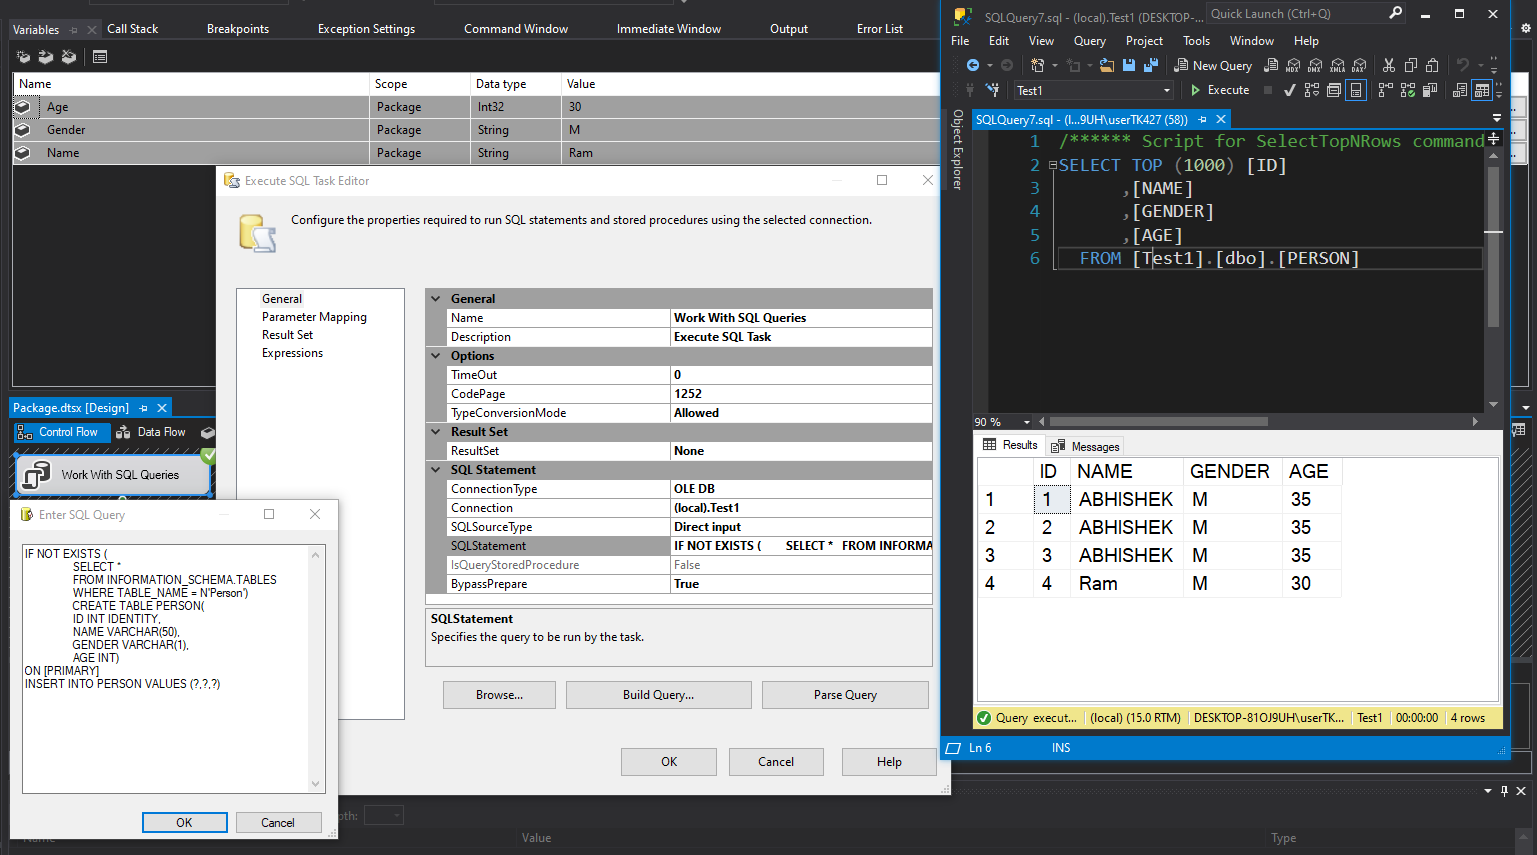 Variables
Call Stack
Breakpoints
Exception Settings
Command Window
Immediate Window
Output
Error List
Name Scope Data type Value
Age Package Int32 30
Gender Package String M
Name Package String Ram
Execute SQL Task Editor
Configure the properties required to run SQL statements and stored procedures using the selected connection.
General
Parameter Mapping
Result Set
Expressions
General
Name Work With SQL Queries
Description Execute SQL Task
Options
TimeOut 0
CodePage 1252
TypeConversionMode Allowed
Result Set
ResultSet None
SQL Statement
ConnectionType OLE DB
Connection (local).Test1
SQLSourceType Direct input
SQLStatement IF NOT EXISTS ( SELECT * FROM INFORMA
IsQueryStoredProcedure False
BypassPrepare True
SQLStatement
Specifies the query to be run by the task.
Browse... Build Query... Parse Query
OK Cancel Help
Package.dtsx [Design]
Control Flow Data Flow
Work With SQL Queries
Enter SQL Query
IF NOT EXISTS (
SELECT *
FROM INFORMATION_SCHEMA.TABLES
WHERE TABLE_NAME = N'Person')
CREATE TABLE PERSON(
ID INT IDENTITY,
NAME VARCHAR(50),
GENDER VARCHAR(1),
AGE INT)
ON [PRIMARY]
INSERT INTO PERSON VALUES (?,?,?)
OK Cancel
pth:
Name Value Type
SQLQuery7.sql - (local).Test1 (DESKTOP-...
Quick Launch (Ctrl+Q)
File Edit View Query Project Tools Window Help
New Query
MDX DMX XMLA DAX
Test1
Execute
Object Explorer
SQLQuery7.sql - (l...9UH\userTK427 (58))
1 /****** Script for SelectTopNRows command
2 SELECT TOP (1000) [ID]
3 ,[NAME]
4 ,[GENDER]
5 ,[AGE]
6 FROM [Test1].[dbo].[PERSON]
90 %
Results Messages
ID NAME GENDER AGE
1 1 ABHISHEK M 35
2 2 ABHISHEK M 35
3 3 ABHISHEK M 35
4 4 Ram M 30
Query execut... (local) (15.0 RTM) DESKTOP-81OJ9UH\userTK... Test1 00:00:00 4 rows
Ln 6 INS